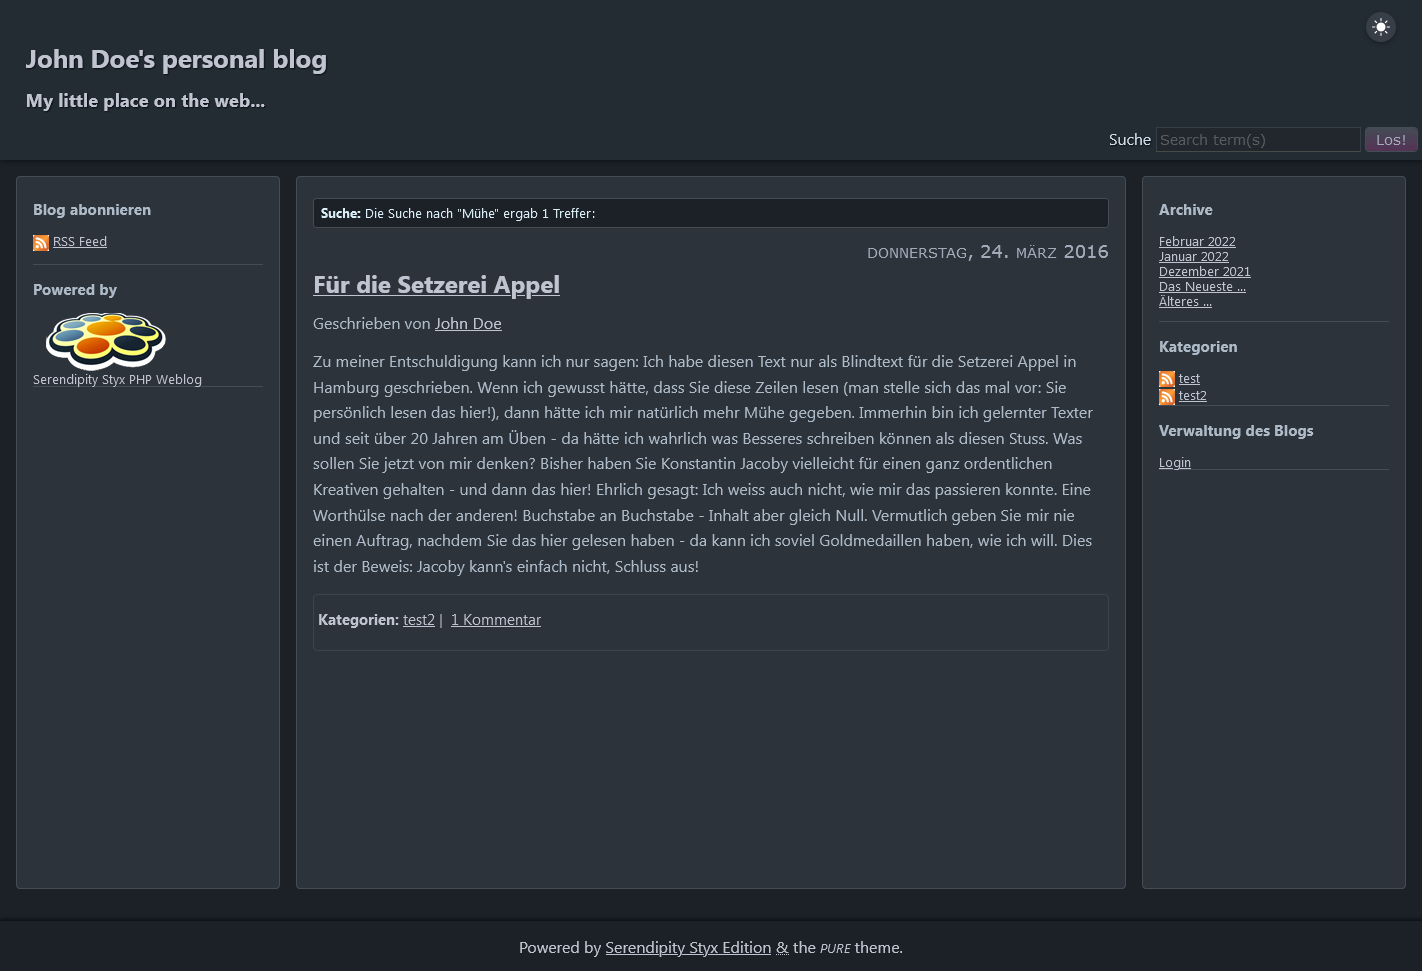 John Doe's personal blog
My little place on the web...
Suche Search term(s) Los!
Blog abonnieren
RSS Feed
Powered by
Serendipity Styx PHP Weblog
Suche: Die Suche nach "Mühe" ergab 1 Treffer:
Donnerstag, 24. März 2016
Für die Setzerei Appel
Geschrieben von John Doe
Zu meiner Entschuldigung kann ich nur sagen: Ich habe diesen Text nur als Blindtext für die Setzerei Appel in
Hamburg geschrieben. Wenn ich gewusst hätte, dass Sie diese Zeilen lesen (man stelle sich das mal vor: Sie
persönlich lesen das hier!), dann hätte ich mir natürlich mehr Mühe gegeben. Immerhin bin ich gelernter Texter
und seit über 20 Jahren am Üben - da hätte ich wahrlich was Besseres schreiben können als diesen Stuss. Was
sollen Sie jetzt von mir denken? Bisher haben Sie Konstantin Jacoby vielleicht für einen ganz ordentlichen
Kreativen gehalten - und dann das hier! Ehrlich gesagt: Ich weiss auch nicht, wie mir das passieren konnte. Eine
Worthülse nach der anderen! Buchstabe an Buchstabe - Inhalt aber gleich Null. Vermutlich geben Sie mir nie
einen Auftrag, nachdem Sie das hier gelesen haben - da kann ich soviel Goldmedaillen haben, wie ich will. Dies
ist der Beweis: Jacoby kann's einfach nicht, Schluss aus!
Kategorien: test2 | 1 Kommentar
Archive
Februar 2022
Januar 2022
Dezember 2021
Das Neueste ...
Älteres ...
Kategorien
test
test2
Verwaltung des Blogs
Login
Powered by Serendipity Styx Edition & the PURE theme.